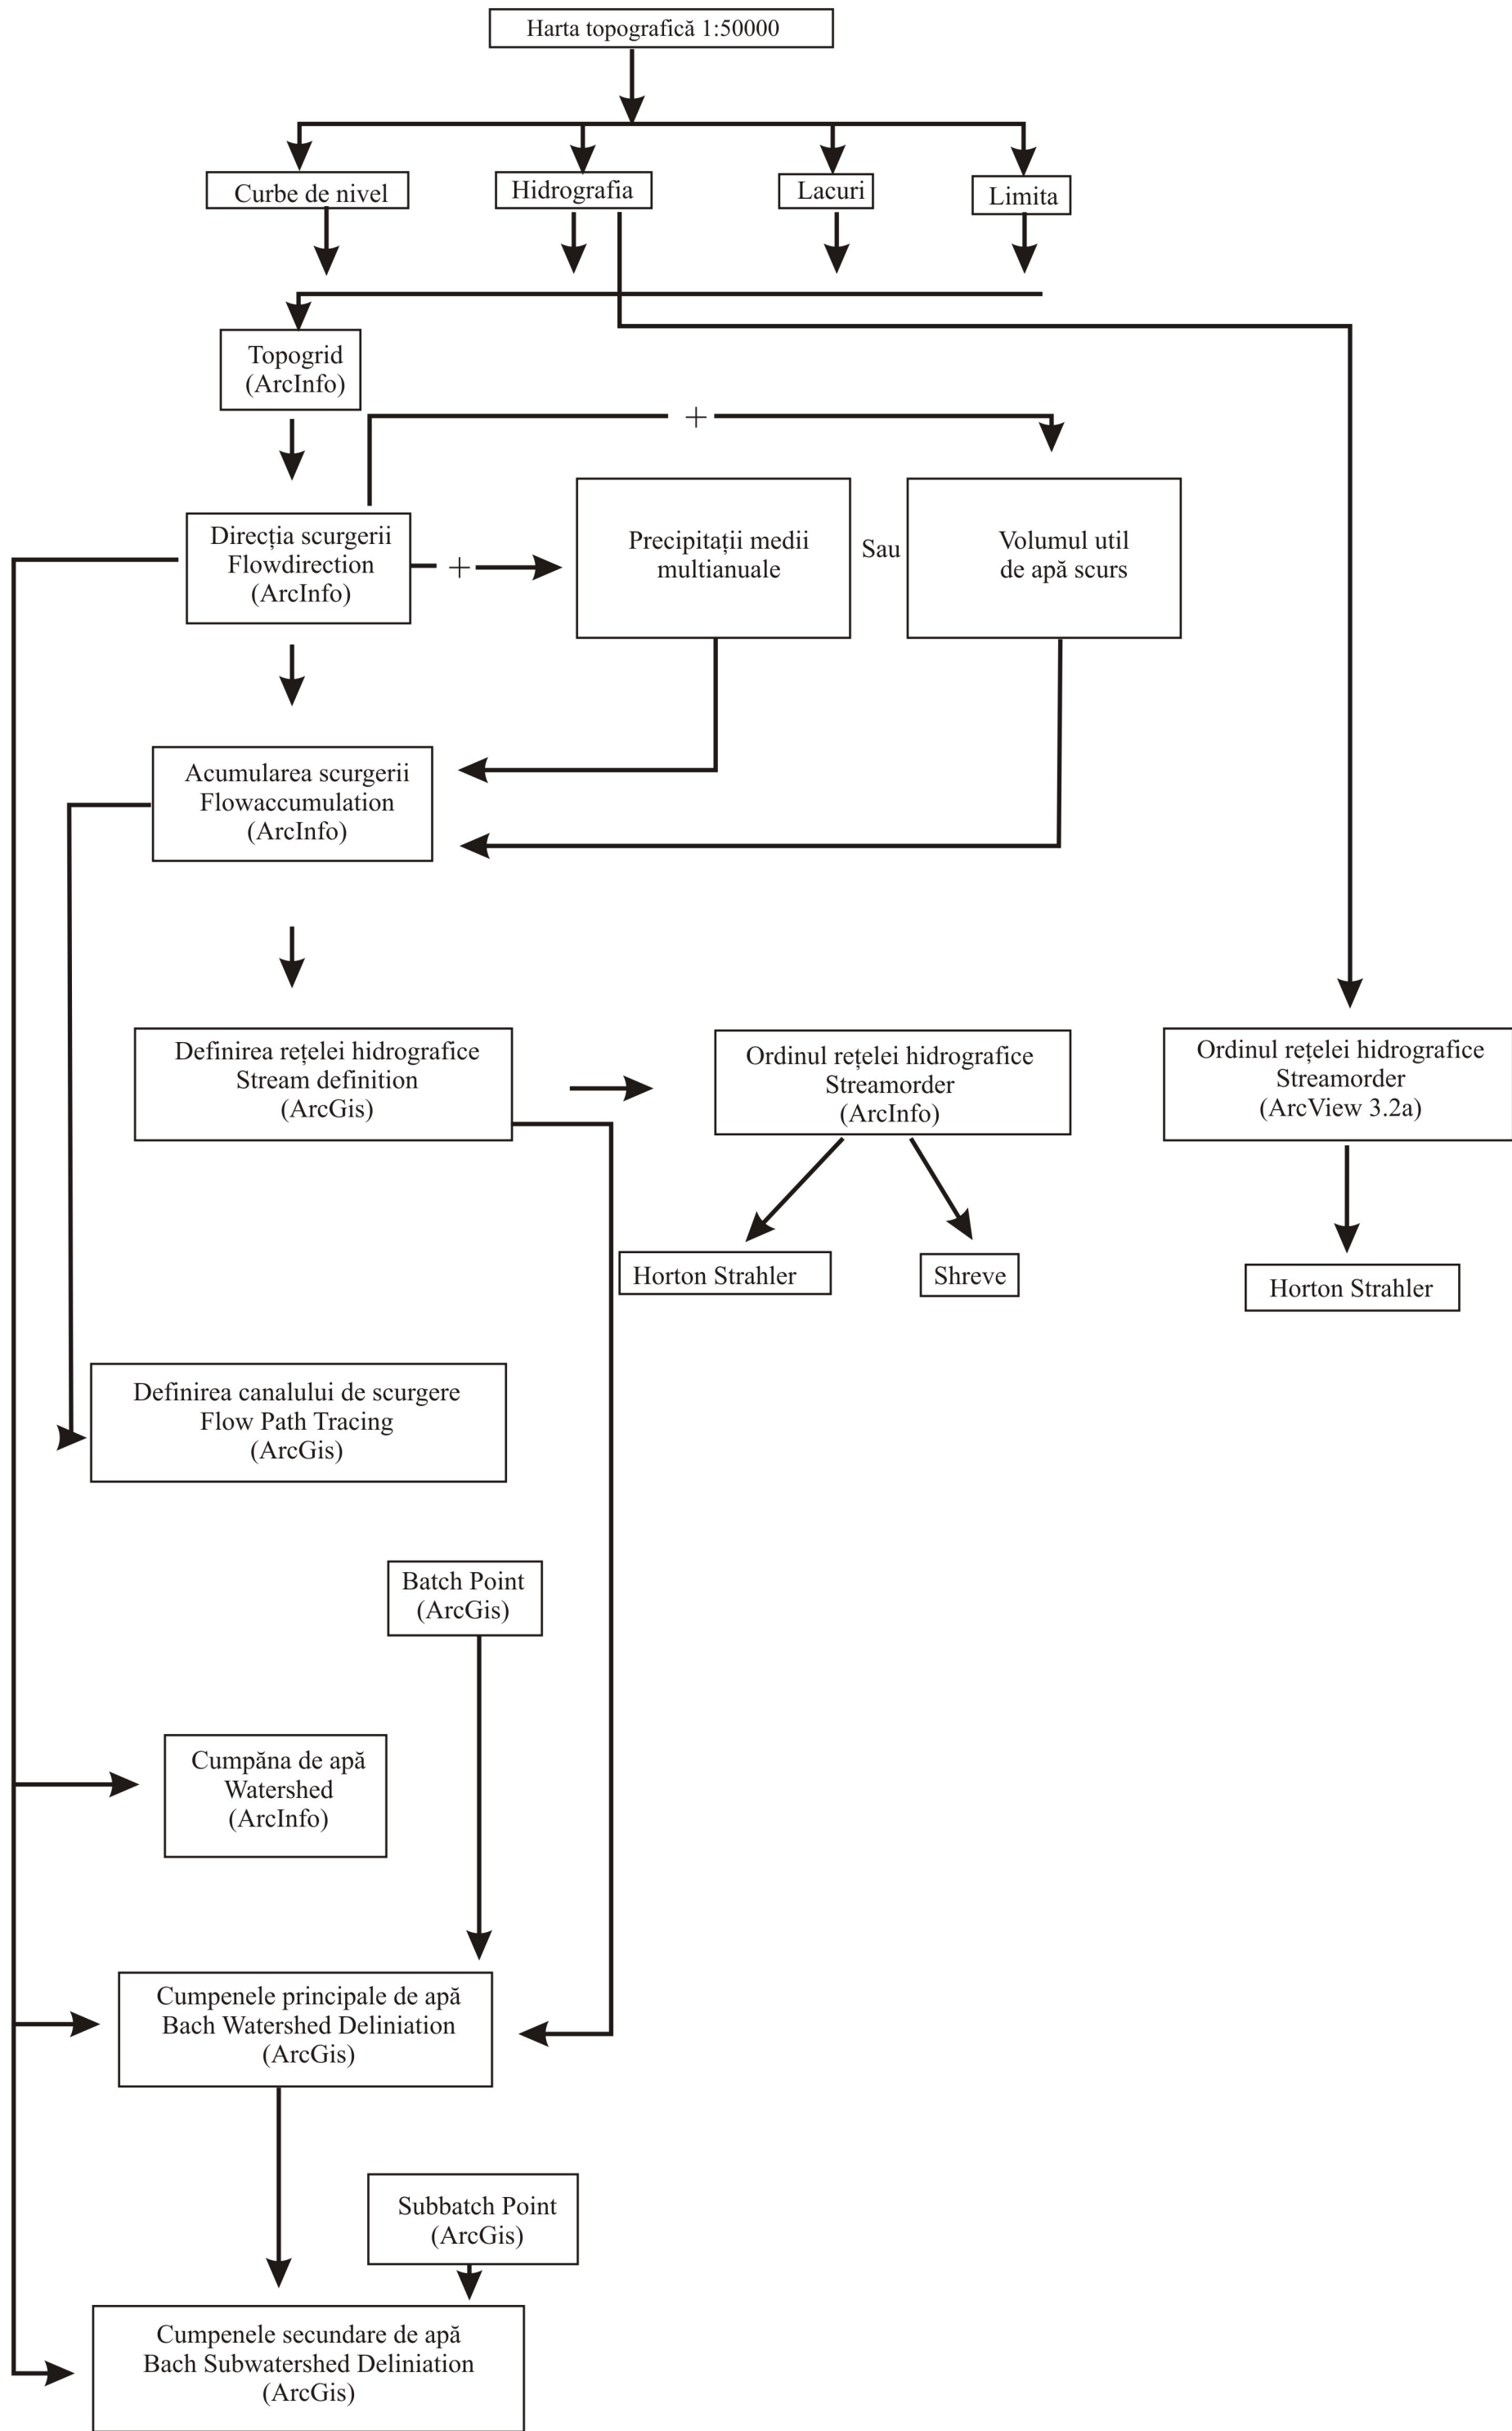 Harta topografică 1:50000
Curbe de nivel
Hidrografia
Lacuri
Limita
Topogrid
(ArcInfo)
+
Direcția scurgerii
Flowdirection
(ArcInfo)
+
Precipitații medii
multianuale
Sau
Volumul util
de apă scurs
Acumularea scurgerii
Flowaccumulation
(ArcInfo)
Definirea rețelei hidrografice
Stream definition
(ArcGis)
Ordinul rețelei hidrografice
Streamorder
(ArcInfo)
Ordinul rețelei hidrografice
Streamorder
(ArcView 3.2a)
Horton Strahler
Shreve
Horton Strahler
Definirea canalului de scurgere
Flow Path Tracing
(ArcGis)
Batch Point
(ArcGis)
Cumpăna de apă
Watershed
(ArcInfo)
Cumpenele principale de apă
Bach Watershed Deliniation
(ArcGis)
Subbatch Point
(ArcGis)
Cumpenele secundare de apă
Bach Subwatershed Deliniation
(ArcGis)